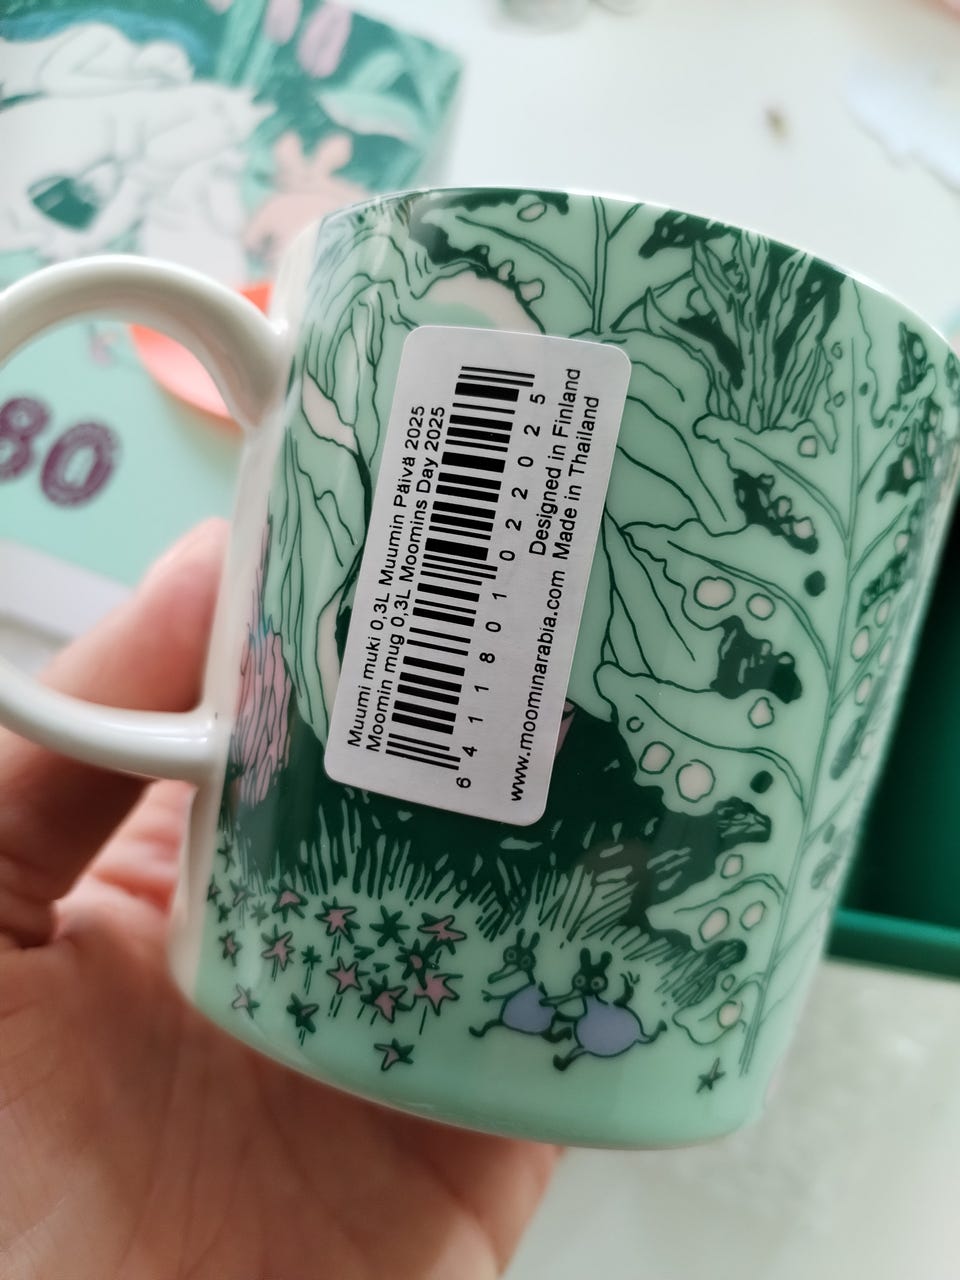 Muumi muki 0,3L Muumin Päivä 2025
Moomin mug 0,3L Moomins Day 2025
6 411801 022025
Designed in Finland
www.moominarabia.com Made in Thailand
80